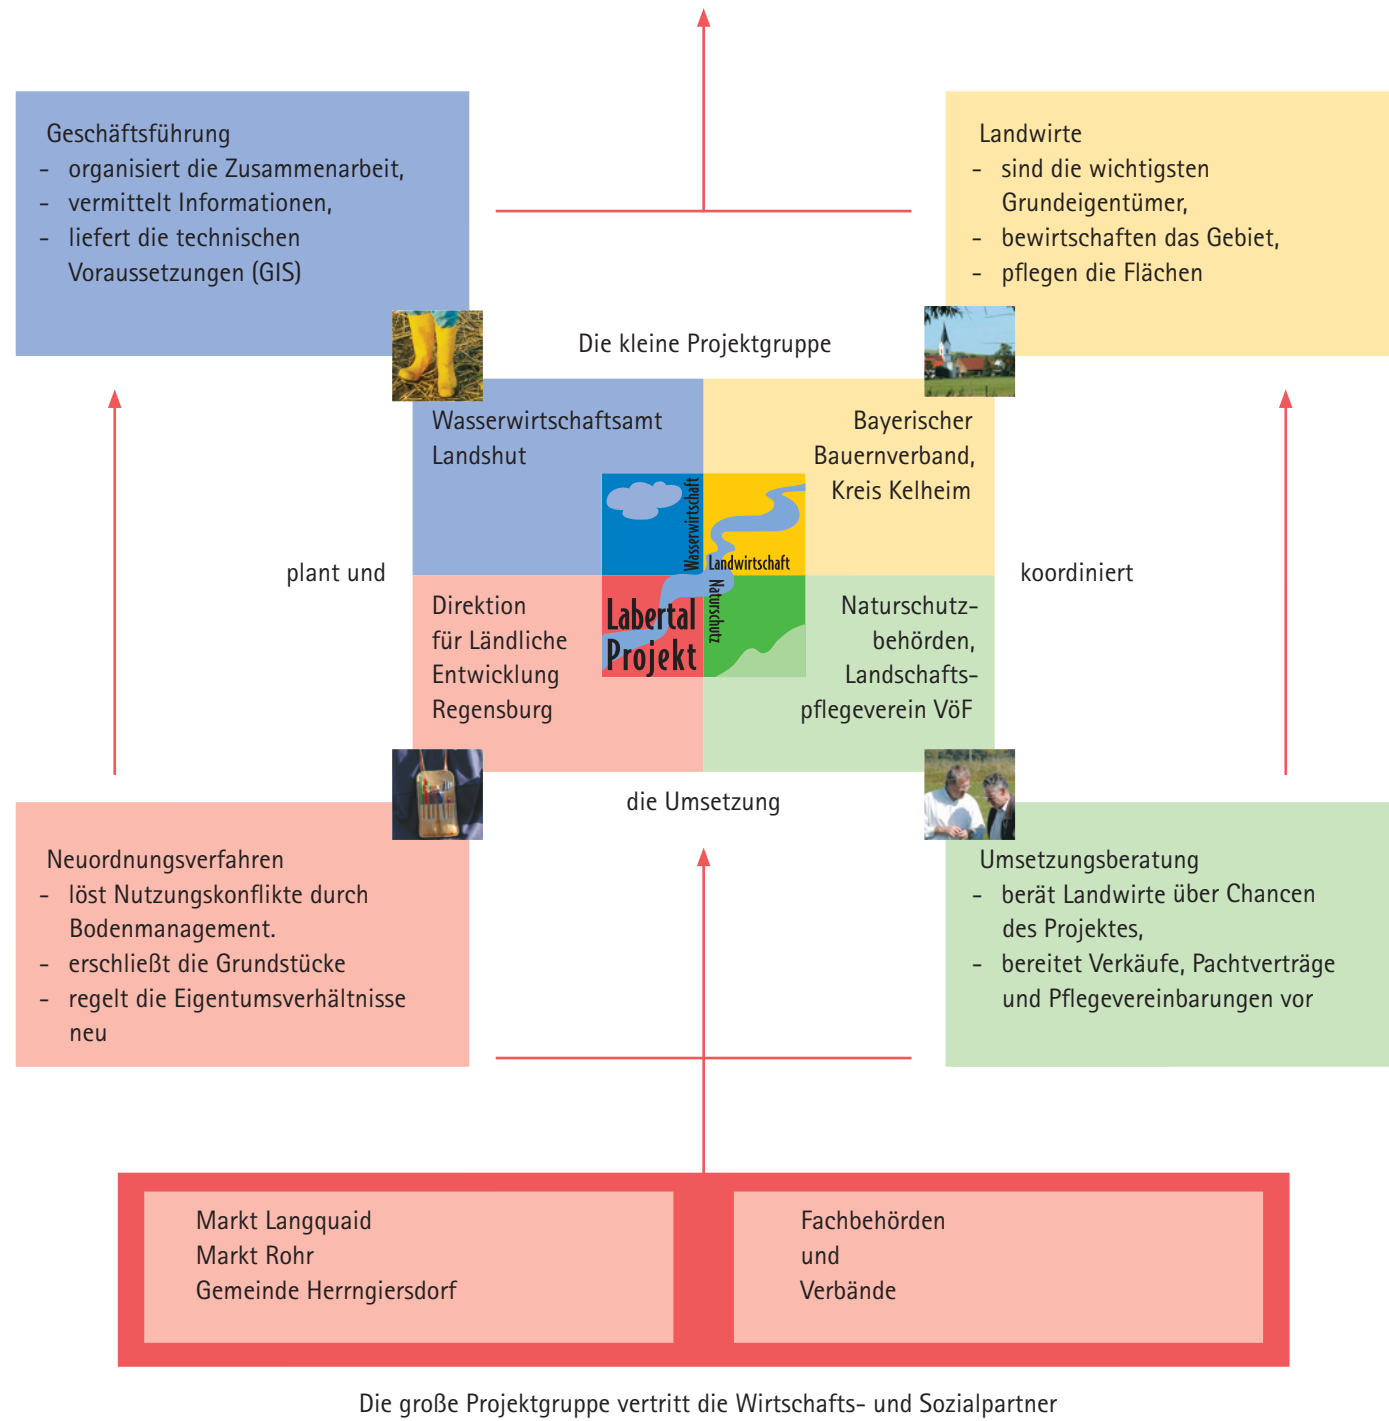 Geschäftsführung
- organisiert die Zusammenarbeit,
- vermittelt Informationen,
- liefert die technischen
Voraussetzungen (GIS)
Landwirte
- sind die wichtigsten
Grundeigentümer,
- bewirtschaften das Gebiet,
- pflegen die Flächen
Die kleine Projektgruppe
Wasserwirtschaftsamt
Landshut
Bayerischer
Bauernverband,
Kreis Kelheim
Wasserwirtschaft
Landwirtschaft
plant und
koordiniert
Direktion
für Ländliche
Entwicklung
Regensburg
Labertal
Projekt
Naturschutz
Naturschutz-
behörden,
Landschafts-
pflegeverein VöF
die Umsetzung
Neuordnungsverfahren
- löst Nutzungskonflikte durch
Bodenmanagement.
- erschließt die Grundstücke
- regelt die Eigentumsverhältnisse
neu
Umsetzungsberatung
- berät Landwirte über Chancen
des Projektes,
- bereitet Verkäufe, Pachtverträge
und Pflegevereinbarungen vor
Markt Langquaid
Markt Rohr
Gemeinde Herrngiersdorf
Fachbehörden
und
Verbände
Die große Projektgruppe vertritt die Wirtschafts- und Sozialpartner